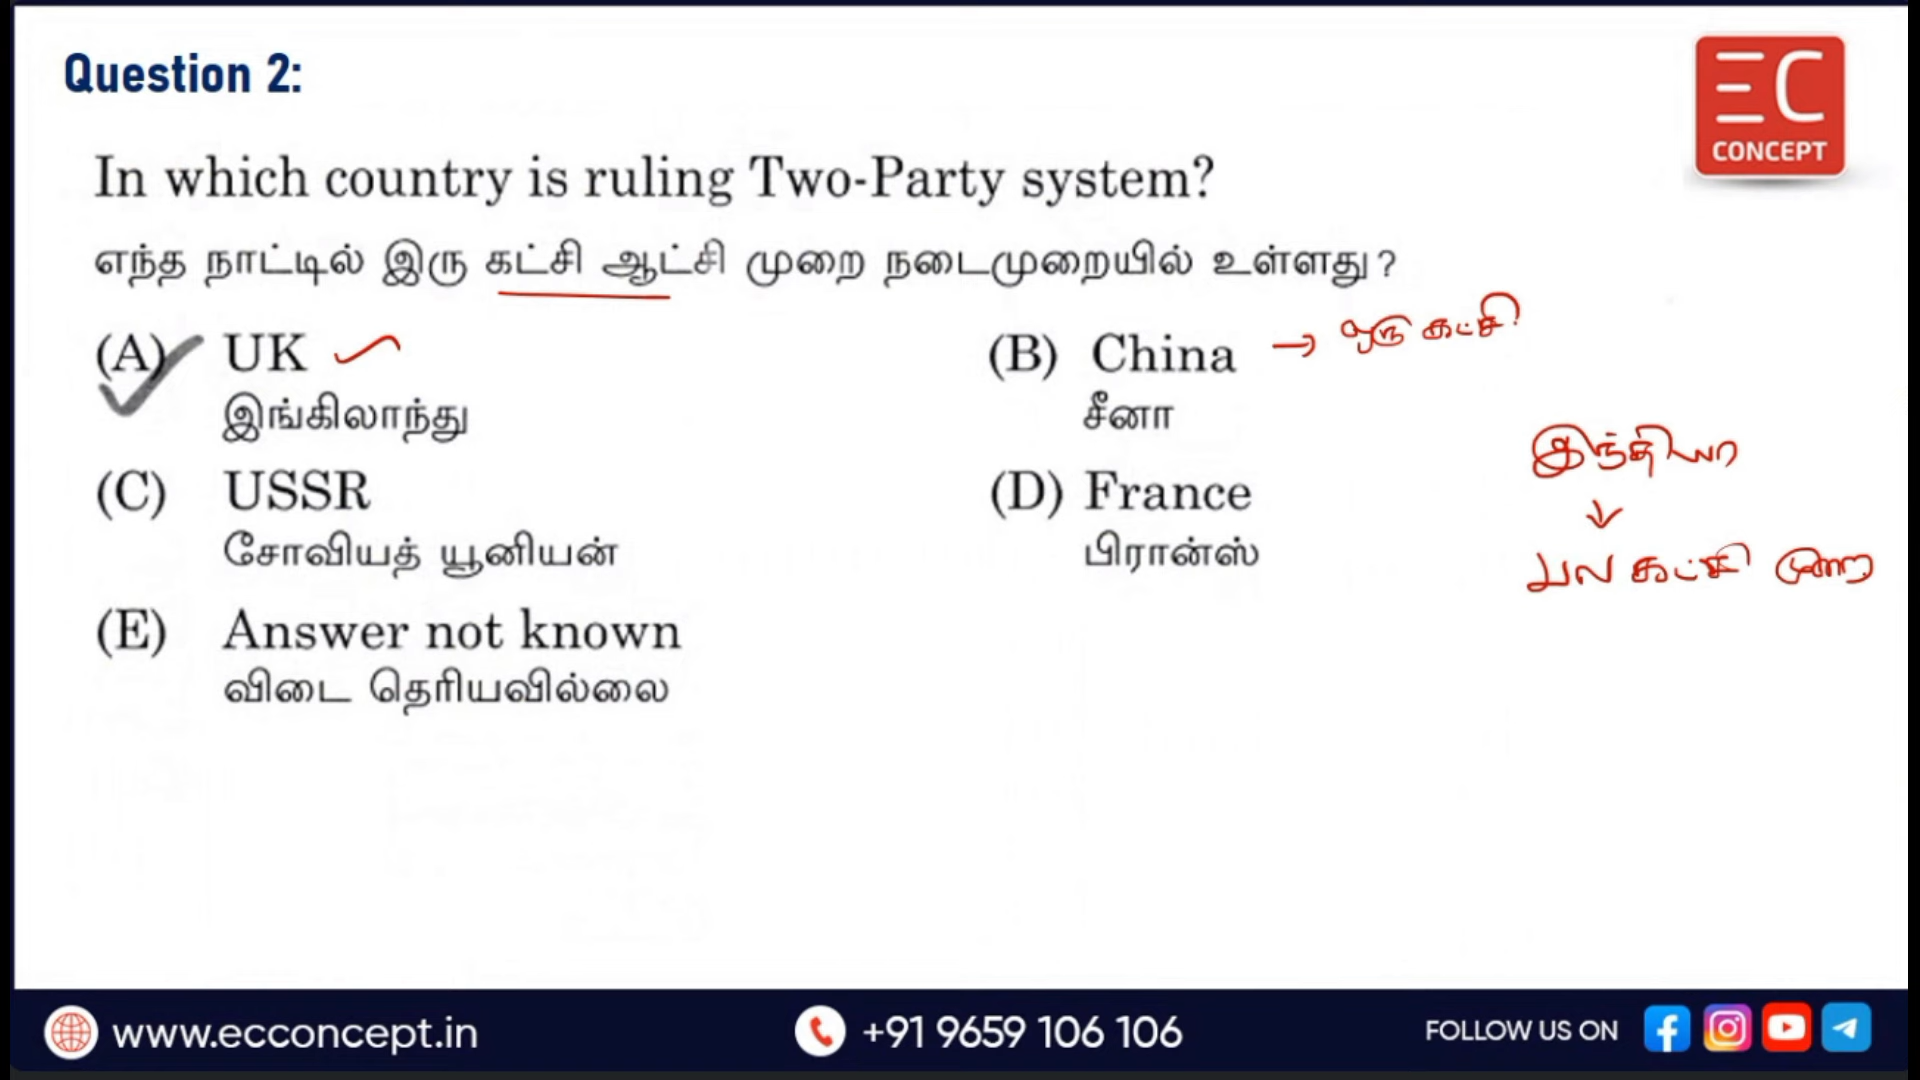 Question 2:
EC
CONCEPT
In which country is ruling Two-Party system?
எந்த நாட்டில் இரு கட்சி ஆட்சி முறை நடைமுறையில் உள்ளது?
(A) UK
இங்கிலாந்து
(B) China → ஒரு கட்சி
சீனா
(C) USSR
சோவியத் யூனியன்
(D) France
பிரான்ஸ்
இந்தியா
பல கட்சி முறை
(E) Answer not known
விடை தெரியவில்லை
www.ecconcept.in
+91 9659 106 106
FOLLOW US ON